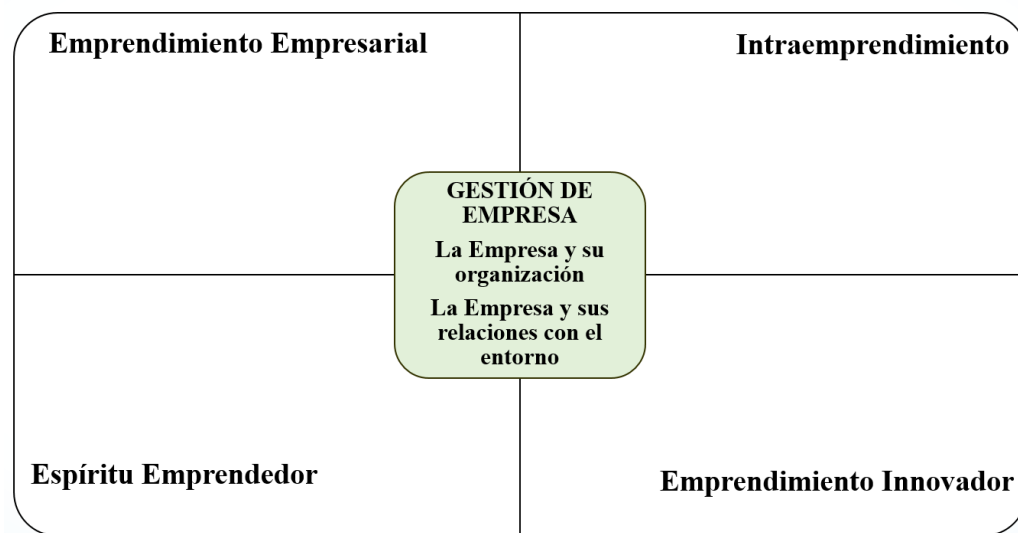 Emprendimiento Empresarial
Intraemprendimiento
GESTIÓN DE
EMPRESA
La Empresa y su
organización
La Empresa y sus
relaciones con el
entorno
Espíritu Emprendedor
Emprendimiento Innovador